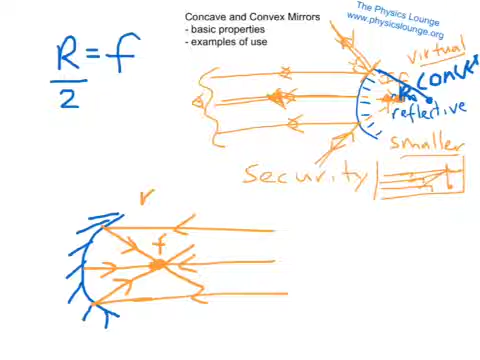 Concave and Convex Mirrors
- basic properties
- examples of use
The Physics Lounge
www.physicslounge.org
R/2 = f
virtual
f
R
conve
reflective
smaller
security
r
f